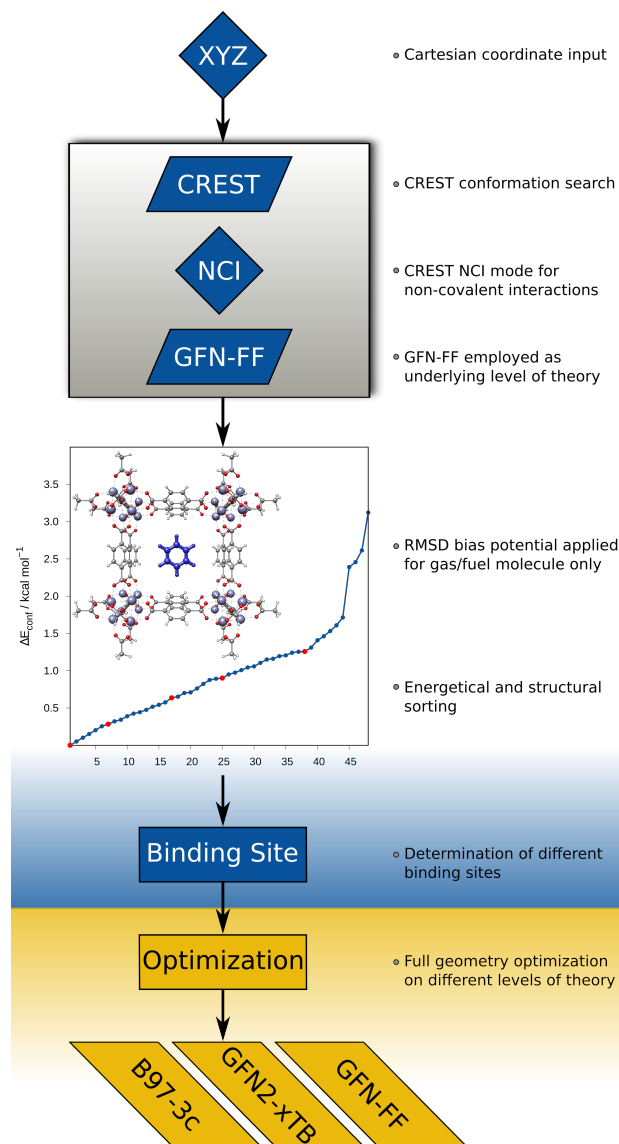 XYZ
Cartesian coordinate input
CREST
CREST conformation search
NCI
CREST NCI mode for
non-covalent interactions
GFN-FF
GFN-FF employed as
underlying level of theory
ΔE_conf / kcal mol⁻¹
3.5
3.0
2.5
2.0
1.5
1.0
0.5
5 10 15 20 25 30 35 40 45
RMSD bias potential applied
for gas/fuel molecule only
Energetical and structural
sorting
Binding Site
Determination of different
binding sites
Optimization
Full geometry optimization
on different levels of theory
B97-3c
GFN2-xTB
GFN-FF